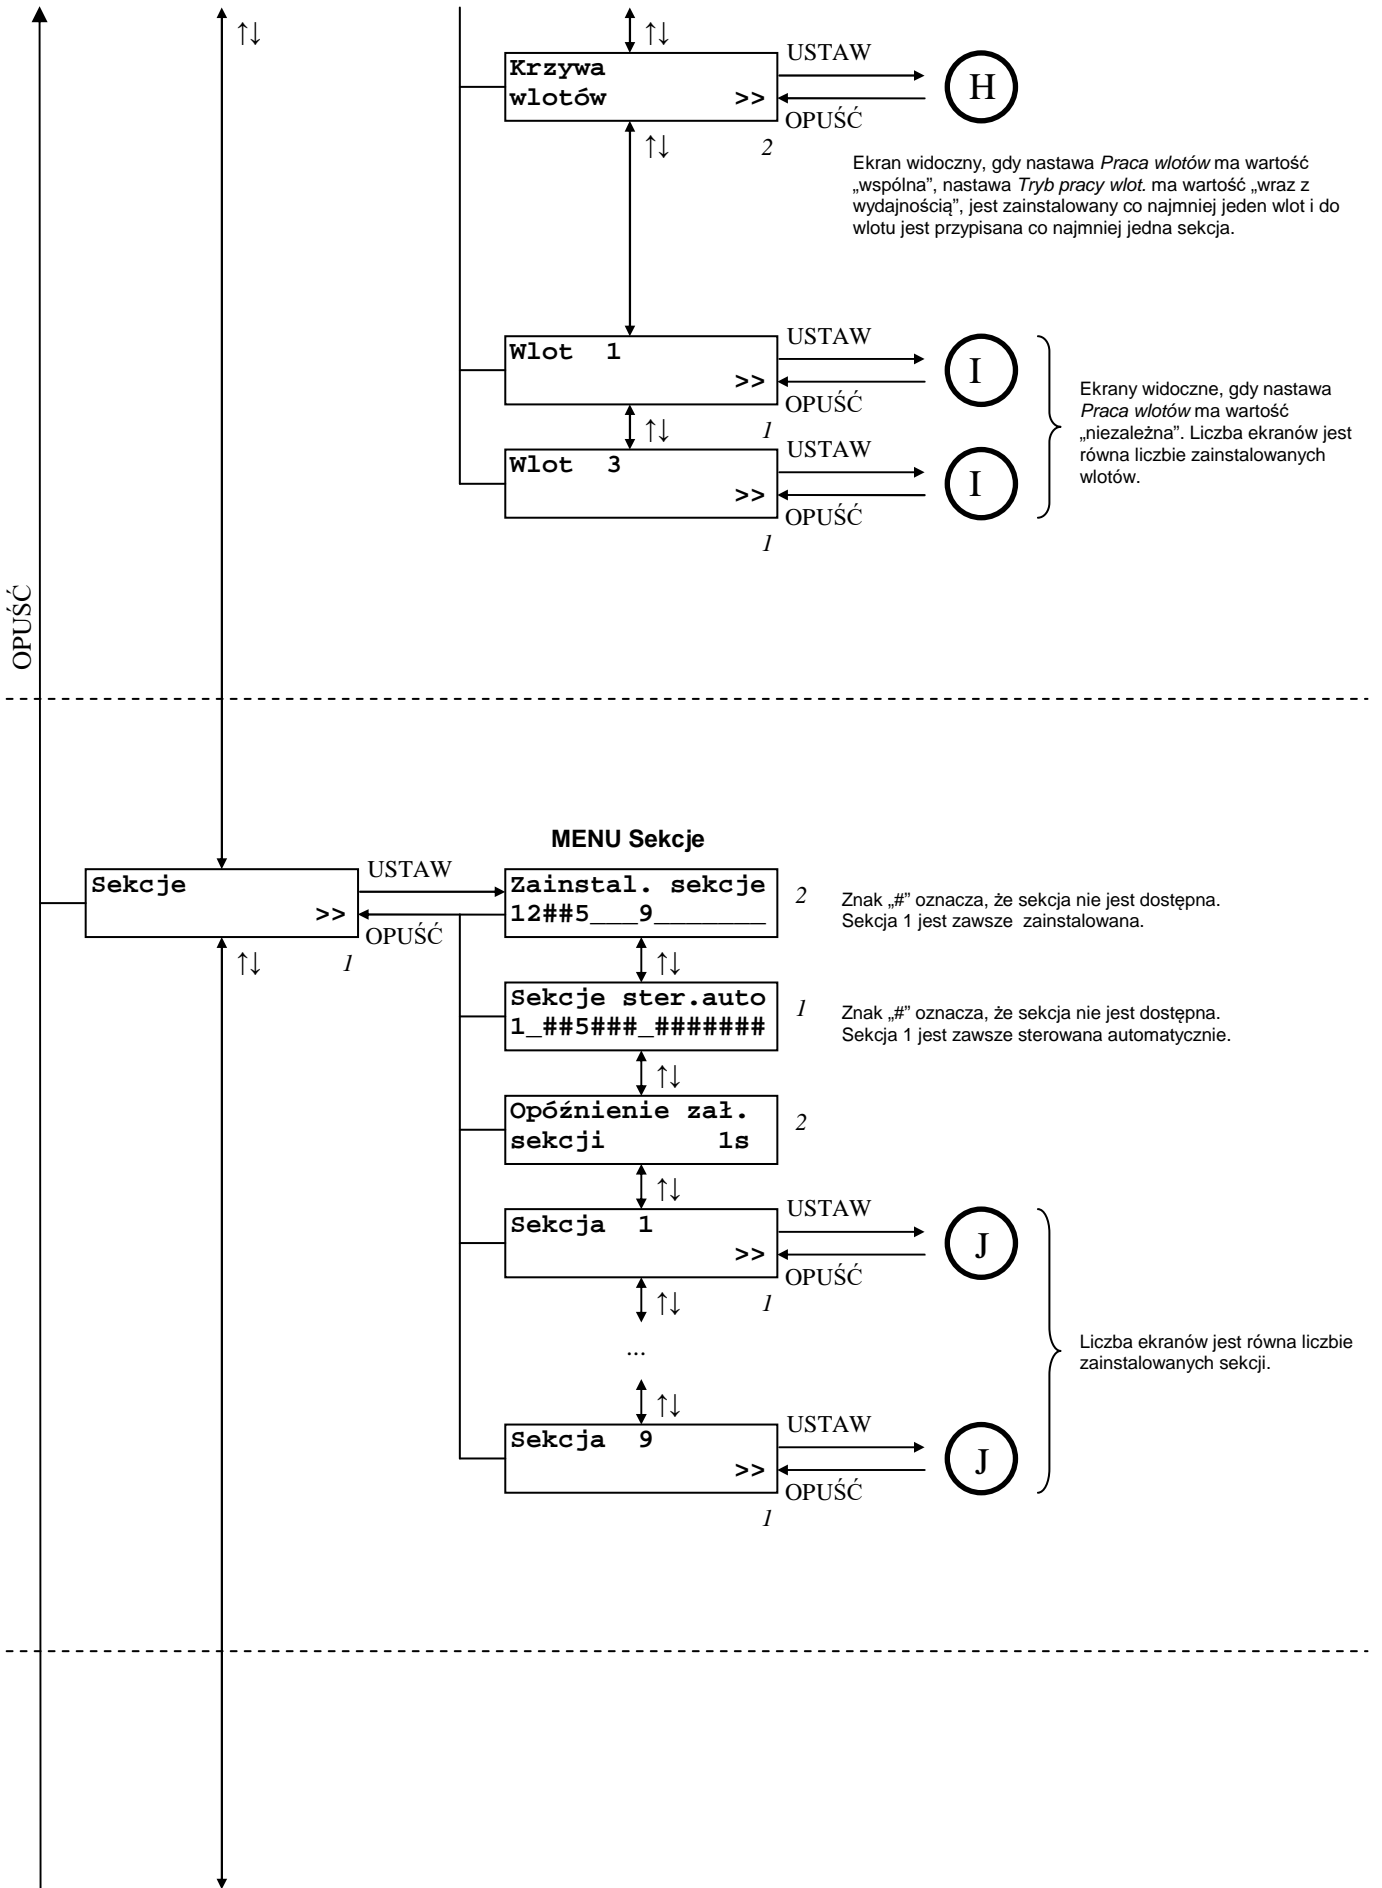 ↑↓
↑↓
USTAW
Krzywa
wlotów >>
H
OPUŚĆ
↑↓
2
Ekran widoczny, gdy nastawa Praca wlotów ma wartość
„wspólna”, nastawa Tryb pracy wlot. ma wartość „wraz z
wydajnością”, jest zainstalowany co najmniej jeden wlot i do
wlotu jest przypisana co najmniej jedna sekcja.
USTAW
Wlot 1
>>
I
OPUŚĆ
↑↓
1
Ekrany widoczne, gdy nastawa
Praca wlotów ma wartość
„niezależna”. Liczba ekranów jest
równa liczbie zainstalowanych
wlotów.
USTAW
Wlot 3
>>
I
OPUŚĆ
1
OPUŚĆ
MENU Sekcje
Sekcje
>>
USTAW
OPUŚĆ
↑↓
1
Zainstal. sekcje
12##5___9_______
2
Znak „#” oznacza, że sekcja nie jest dostępna.
Sekcja 1 jest zawsze zainstalowana.
↑↓
Sekcje ster.auto
1_##5###_#######
1
Znak „#” oznacza, że sekcja nie jest dostępna.
Sekcja 1 jest zawsze sterowana automatycznie.
↑↓
Opóźnienie zał.
sekcji 1s
2
↑↓
USTAW
Sekcja 1
>>
J
OPUŚĆ
↑↓
1
...
Liczba ekranów jest równa liczbie
zainstalowanych sekcji.
↑↓
USTAW
Sekcja 9
>>
J
OPUŚĆ
1